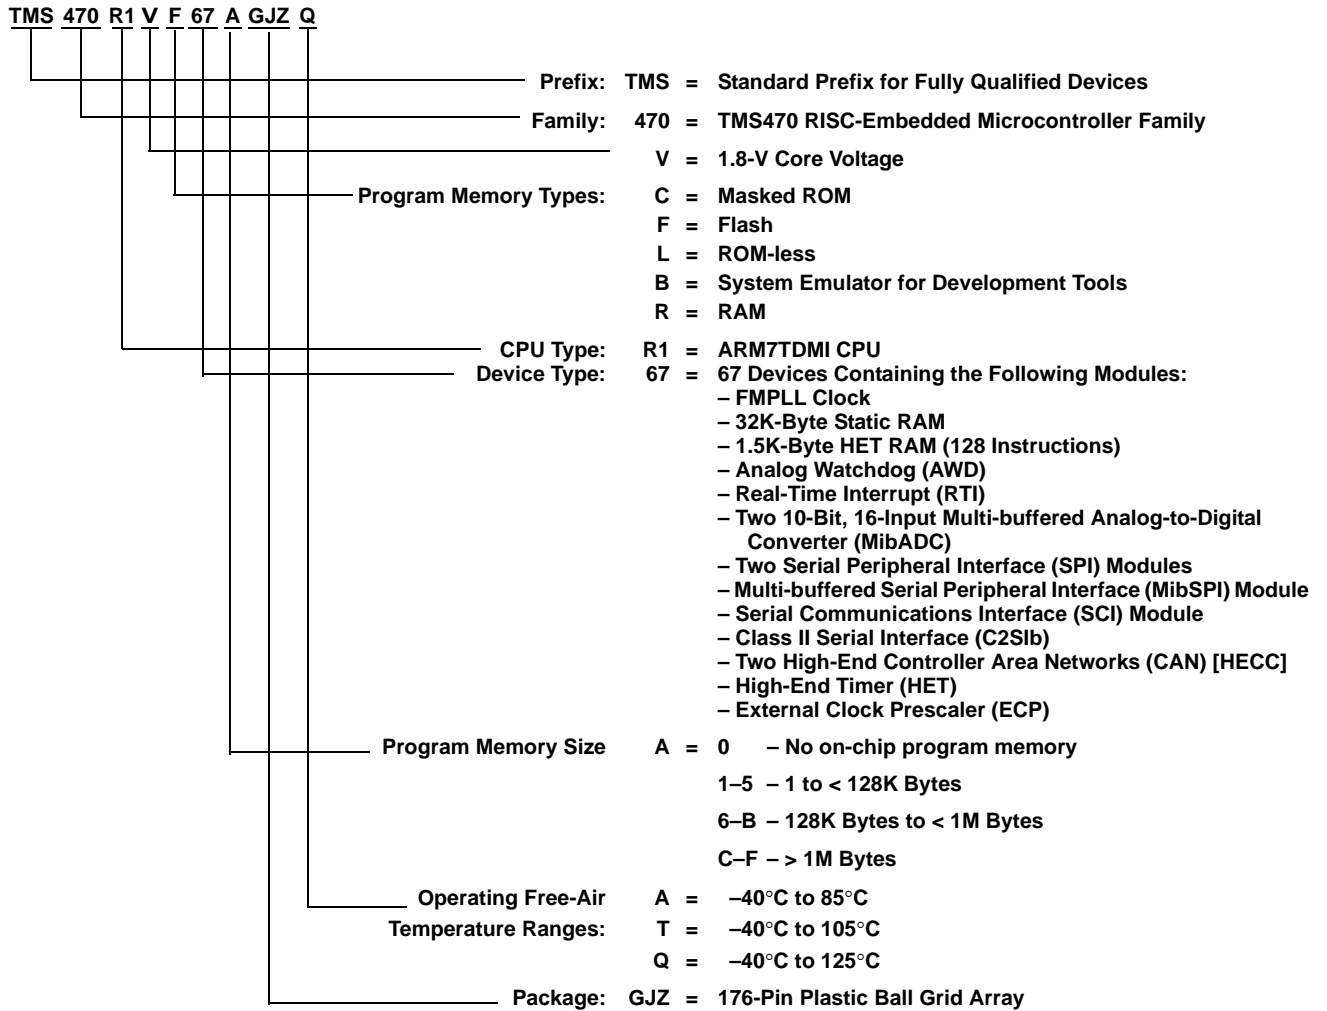 TMS 470 R1 V F 67 A GJZ Q
Prefix: TMS = Standard Prefix for Fully Qualified Devices
Family: 470 = TMS470 RISC-Embedded Microcontroller Family
V = 1.8-V Core Voltage
Program Memory Types: C = Masked ROM
F = Flash
L = ROM-less
B = System Emulator for Development Tools
R = RAM
CPU Type: R1 = ARM7TDMI CPU
Device Type: 67 = 67 Devices Containing the Following Modules:
– FMPLL Clock
– 32K-Byte Static RAM
– 1.5K-Byte HET RAM (128 Instructions)
– Analog Watchdog (AWD)
– Real-Time Interrupt (RTI)
– Two 10-Bit, 16-Input Multi-buffered Analog-to-Digital
Converter (MibADC)
– Two Serial Peripheral Interface (SPI) Modules
– Multi-buffered Serial Peripheral Interface (MibSPI) Module
– Serial Communications Interface (SCI) Module
– Class II Serial Interface (C2SIb)
– Two High-End Controller Area Networks (CAN) [HECC]
– High-End Timer (HET)
– External Clock Prescaler (ECP)
Program Memory Size A = 0 – No on-chip program memory
1–5 – 1 to < 128K Bytes
6–B – 128K Bytes to < 1M Bytes
C–F – > 1M Bytes
Operating Free-Air A = –40°C to 85°C
Temperature Ranges: T = –40°C to 105°C
Q = –40°C to 125°C
Package: GJZ = 176-Pin Plastic Ball Grid Array